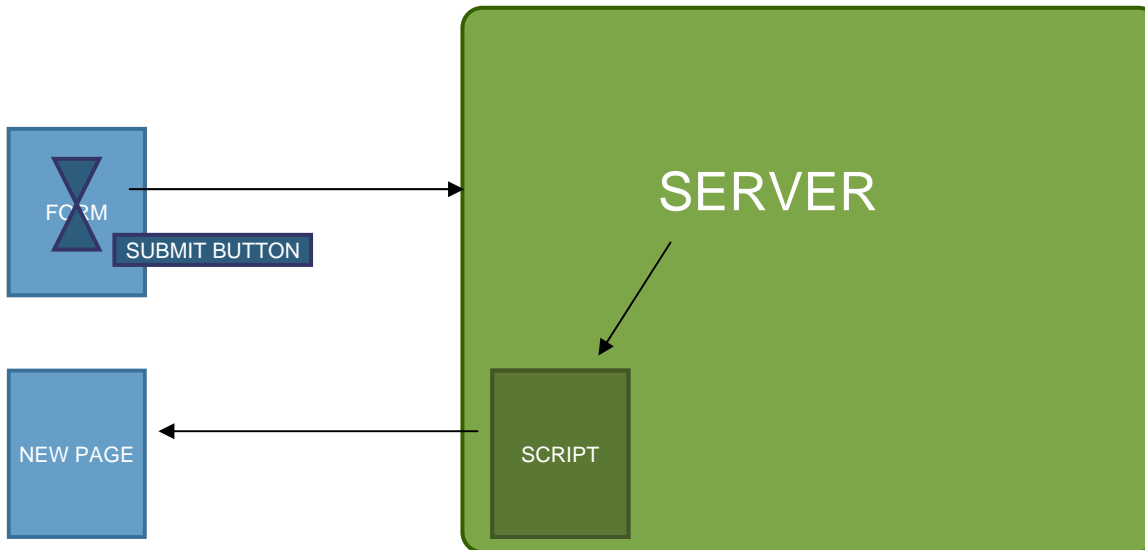 SERVER
FORM
SUBMIT BUTTON
NEW PAGE
SCRIPT